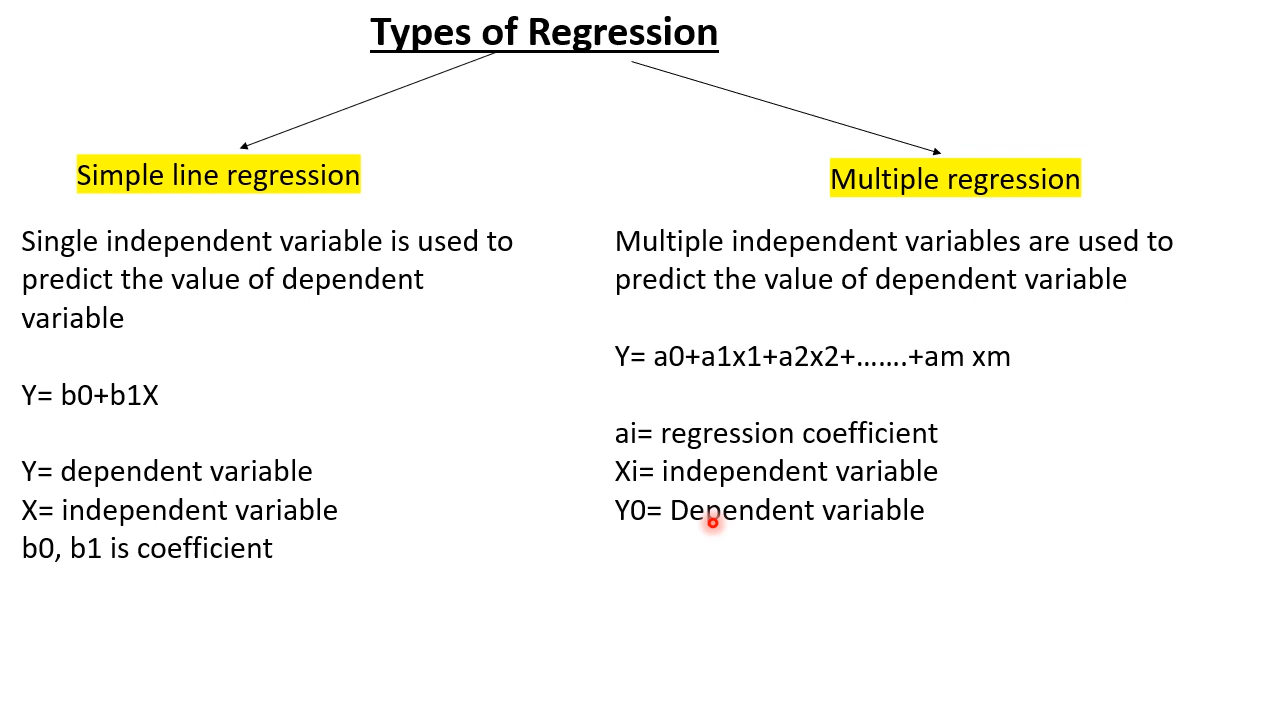 Types of Regression
Simple line regression
Single independent variable is used to
predict the value of dependent
variable
Y= b0+b1X
Y= dependent variable
X= independent variable
b0, b1 is coefficient
Multiple regression
Multiple independent variables are used to
predict the value of dependent variable
Y= a0+a1x1+a2x2+…….+am xm
ai= regression coefficient
Xi= independent variable
Y0= Dependent variable